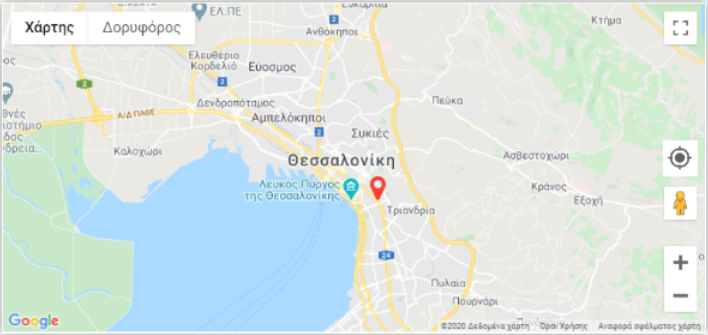 Χάρτης
Δορυφόρος
ΕΛ.ΠΕ
Ευκαρπία
Ανθόκηποι
Κτήμα
Ελευθέριο
Κορδελιό
Εύοσμος
2
2
2
Δενδροπόταμος
Πεύκα
Α/Δ ΠΑΘΕ
Αμπελόκηποι
Συκιές
Καλοχώρι
Θεσσαλονίκη
Ασβεστοχώρι
Λευκός Πύργος
της Θεσσαλονίκης
Κράνος
Εξοχή
Τριανδρία
24
Πυλαία
Πουρνάρι
Google
©2020 Δεδομένα χάρτη
Όροι Χρήσης
Αναφορά σφάλματος χάρτη